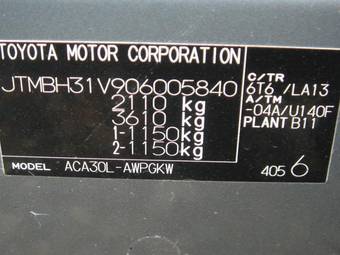 TOYOTA MOTOR CORPORATION
JTMBH31V906005840
2110 kg
3610 kg
1-1150kg
2-1150kg
C/TR
6T6 /LA13
A/TM
-04A/U140F
PLANT B11
MODEL ACA30L-AWPGKW
405 6